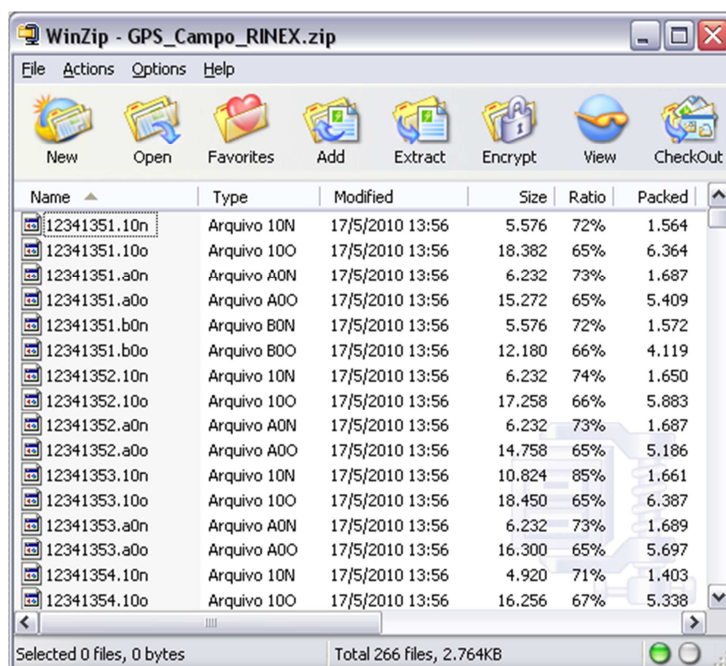 WinZip - GPS_Campo_RINEX.zip
File Actions Options Help
New Open Favorites Add Extract Encrypt View CheckOut
Name Type Modified Size Ratio Packed
12341351.10n Arquivo 10N 17/5/2010 13:56 5.576 72% 1.564
12341351.10o Arquivo 10O 17/5/2010 13:56 18.382 65% 6.364
12341351.a0n Arquivo A0N 17/5/2010 13:56 6.232 73% 1.687
12341351.a0o Arquivo A0O 17/5/2010 13:56 15.272 65% 5.409
12341351.b0n Arquivo B0N 17/5/2010 13:56 5.576 72% 1.572
12341351.b0o Arquivo B0O 17/5/2010 13:56 12.180 66% 4.119
12341352.10n Arquivo 10N 17/5/2010 13:56 6.232 74% 1.650
12341352.10o Arquivo 10O 17/5/2010 13:56 17.258 66% 5.883
12341352.a0n Arquivo A0N 17/5/2010 13:56 6.232 73% 1.687
12341352.a0o Arquivo A0O 17/5/2010 13:56 14.758 65% 5.186
12341353.10n Arquivo 10N 17/5/2010 13:56 10.824 85% 1.661
12341353.10o Arquivo 10O 17/5/2010 13:56 18.450 65% 6.387
12341353.a0n Arquivo A0N 17/5/2010 13:56 6.232 73% 1.689
12341353.a0o Arquivo A0O 17/5/2010 13:56 16.300 65% 5.697
12341354.10n Arquivo 10N 17/5/2010 13:56 4.920 71% 1.403
12341354.10o Arquivo 10O 17/5/2010 13:56 16.256 67% 5.338
Selected 0 files, 0 bytes Total 266 files, 2.764KB